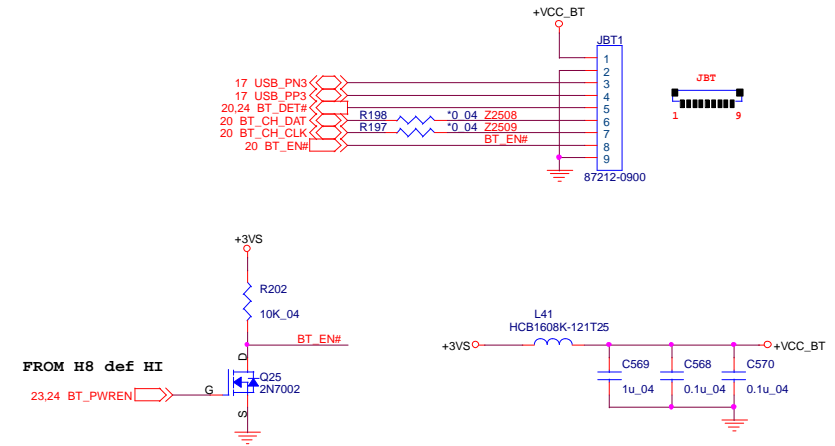 +VCC_BT
JBT1
1
2
17 USB_PN3
3
17 USB_PP3
4
20,24 BT_DET#
5
20 BT_CH_DAT
R198
*0_04
Z2508
6
20 BT_CH_CLK
R197
*0_04
Z2509
7
20 BT_EN#
BT_EN#
8
9
87212-0900
JBT
1
9
+3VS
R202
10K_04
BT_EN#
FROM H8 def HI
D
Q25
2N7002
G
S
23,24 BT_PWREN
L41
HCB1608K-121T25
+3VS
+VCC_BT
C569
C568
C570
1u_04
0.1u_04
0.1u_04